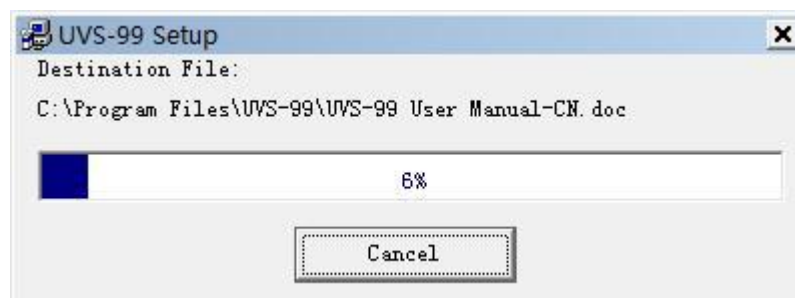 UVS-99 Setup
Destination File:
C:\Program Files\UVS-99\UVS-99 User Manual-CN.doc
6%
Cancel